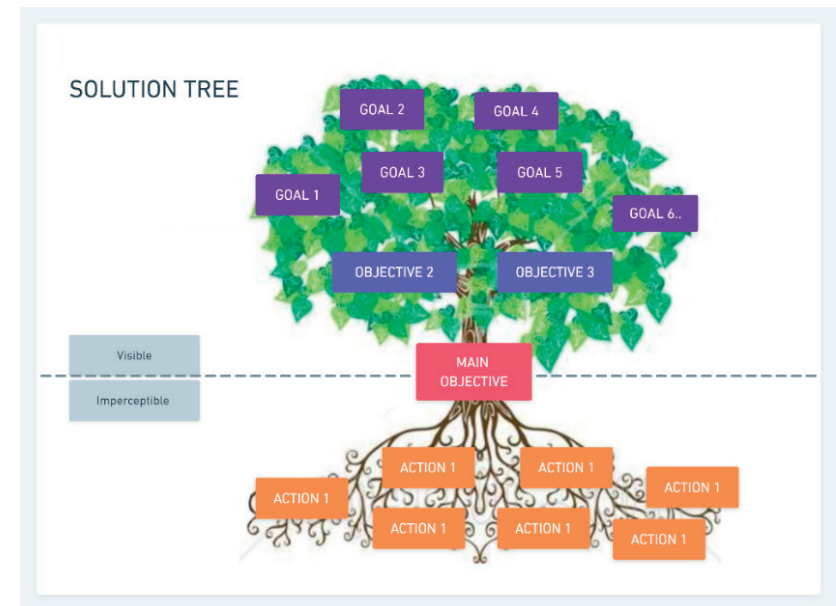 SOLUTION TREE
GOAL 2
GOAL 4
GOAL 3
GOAL 5
GOAL 1
GOAL 6..
OBJECTIVE 2
OBJECTIVE 3
Visible
MAIN
OBJECTIVE
Imperceptible
ACTION 1
ACTION 1
ACTION 1
ACTION 1
ACTION 1
ACTION 1
ACTION 1